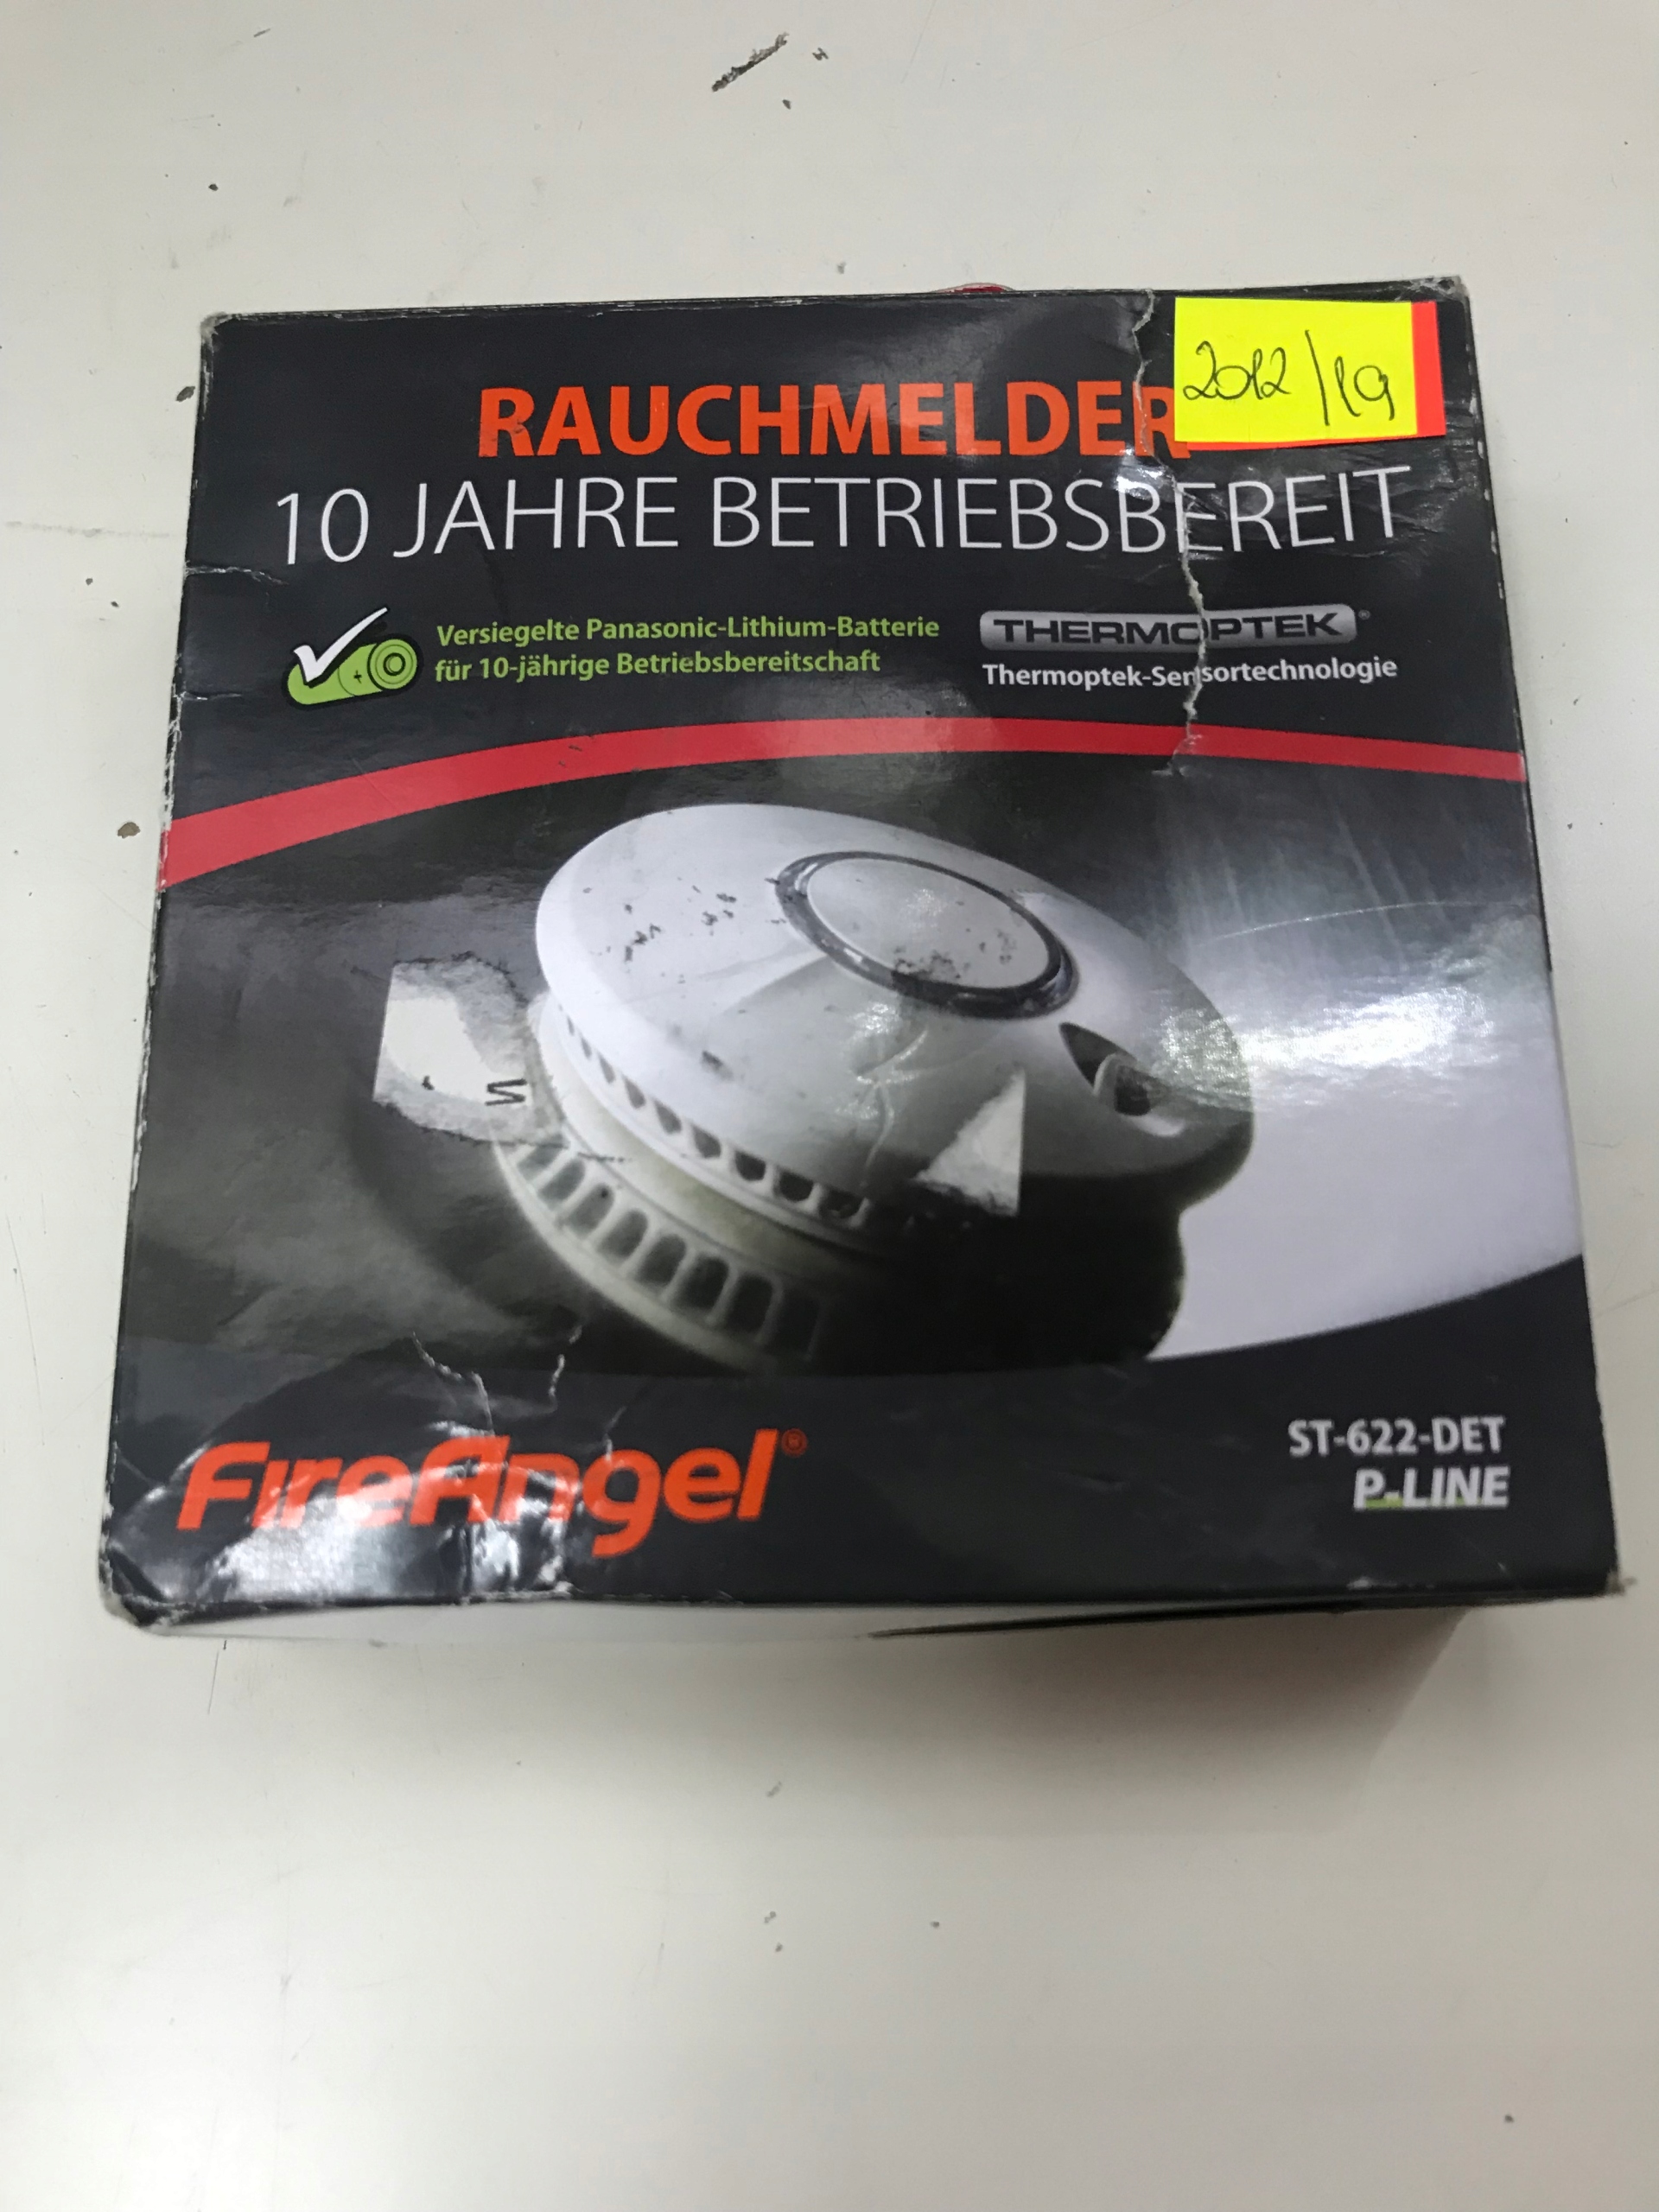 2012/19
RAUCHMELDER
10 JAHRE BETRIEBSBEREIT
Versiegelte Panasonic-Lithium-Batterie
für 10-jährige Betriebsbereitschaft
THERMOPTEK®
Thermoptek-Sensortechnologie
FireAngel®
ST-622-DET
P-LINE